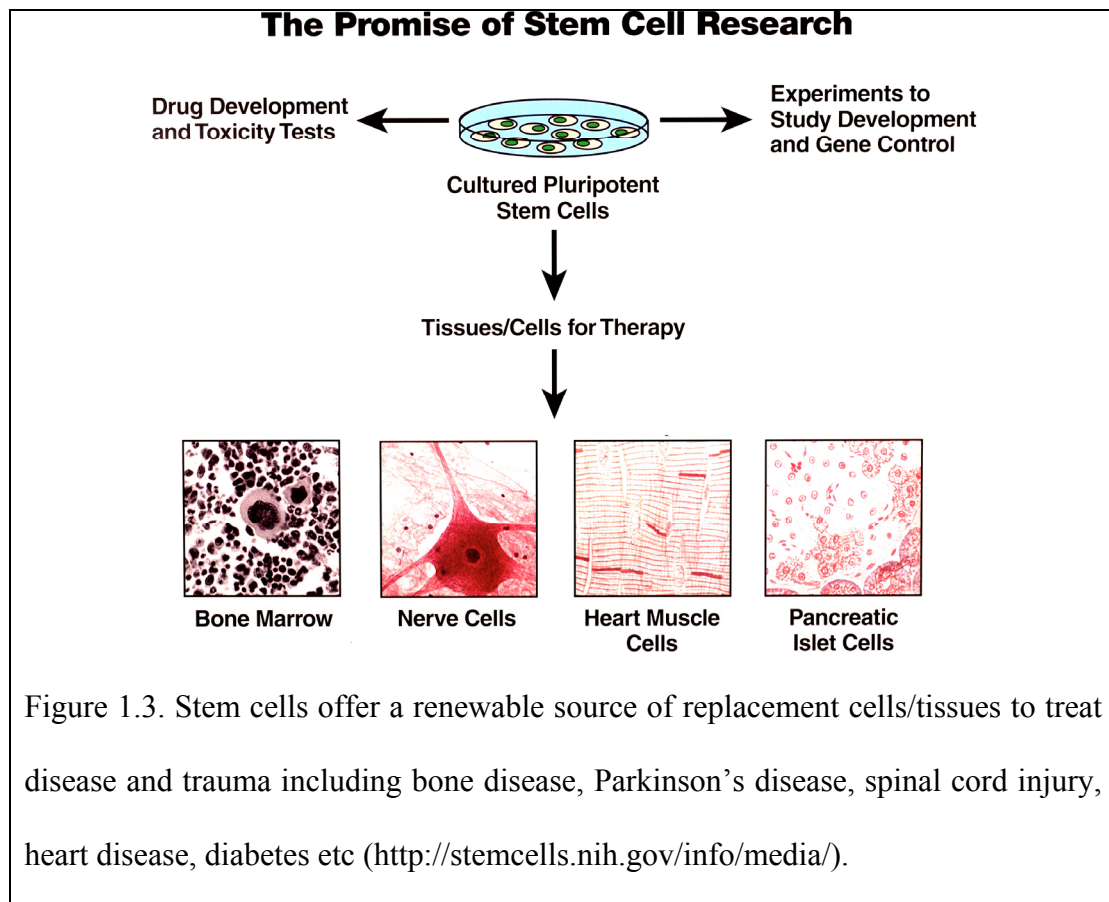 The Promise of Stem Cell Research
Drug Development
and Toxicity Tests
Experiments to
Study Development
and Gene Control
Cultured Pluripotent
Stem Cells
Tissues/Cells for Therapy
Bone Marrow
Nerve Cells
Heart Muscle
Cells
Pancreatic
Islet Cells
Figure 1.3. Stem cells offer a renewable source of replacement cells/tissues to treat
disease and trauma including bone disease, Parkinson’s disease, spinal cord injury,
heart disease, diabetes etc (http://stemcells.nih.gov/info/media/).